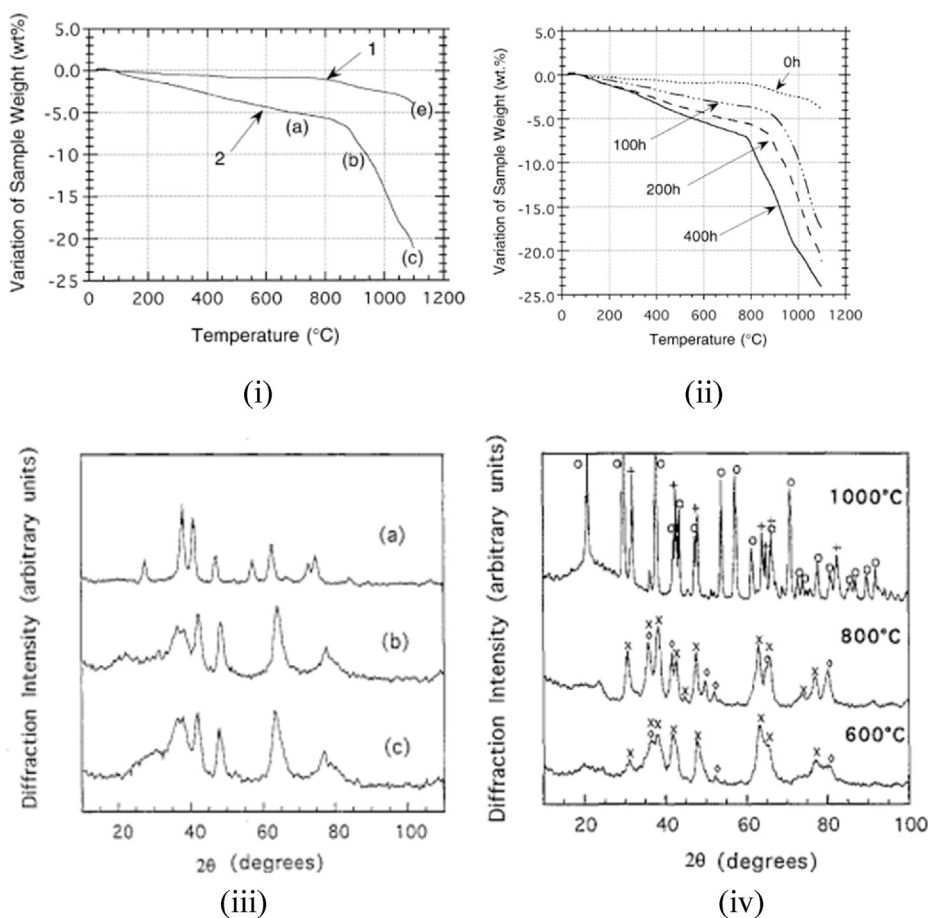 Variation of Sample Weight (wt%)
5.0
0.0
-5.0
-10
-15
-20
-25
0 200 400 600 800 1000 1200
Temperature (°C)
1
2
(a)
(b)
(c)
(e)
(i)
Variation of Sample Weight (wt.%)
5.0
0.0
-5.0
-10.0
-15.0
-20.0
-25.0
0 200 400 600 800 1000 1200
Temperature (°C)
0h
100h
200h
400h
(ii)
Diffraction Intensity (arbitrary units)
(a)
(b)
(c)
20 40 60 80 100
2θ (degrees)
(iii)
Diffraction Intensity (arbitrary units)
1000°C
800°C
600°C
20 40 60 80 100
2θ (degrees)
(iv)